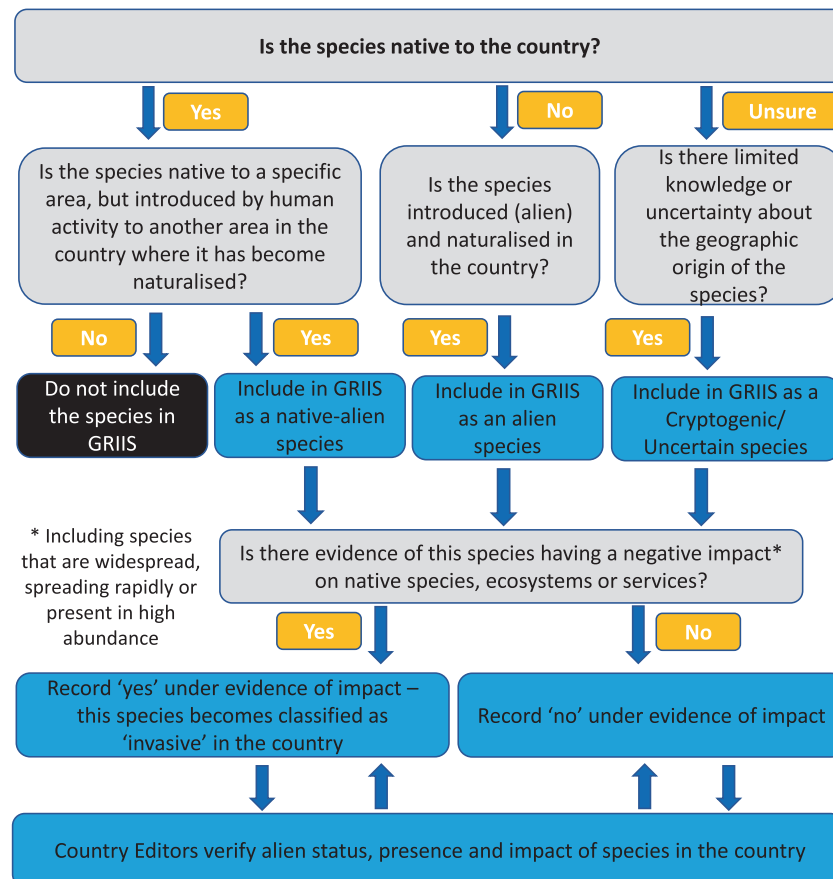 Is the species native to the country?
Yes
No
Unsure
Is the species native to a specific
area, but introduced by human
activity to another area in the
country where it has become
naturalised?
Is the species
introduced (alien)
and naturalised in
the country?
Is there limited
knowledge or
uncertainty about
the geographic
origin of the
species?
No
Yes
Yes
Yes
Do not include
the species in
GRIIS
Include in GRIIS
as a native-alien
species
Include in GRIIS
as an alien
species
Include in GRIIS as a
Cryptogenic/
Uncertain species
* Including species
that are widespread,
spreading rapidly or
present in high
abundance
Is there evidence of this species having a negative impact*
on native species, ecosystems or services?
Yes
No
Record ‘yes’ under evidence of impact –
this species becomes classified as
‘invasive’ in the country
Record ‘no’ under evidence of impact
Country Editors verify alien status, presence and impact of species in the country